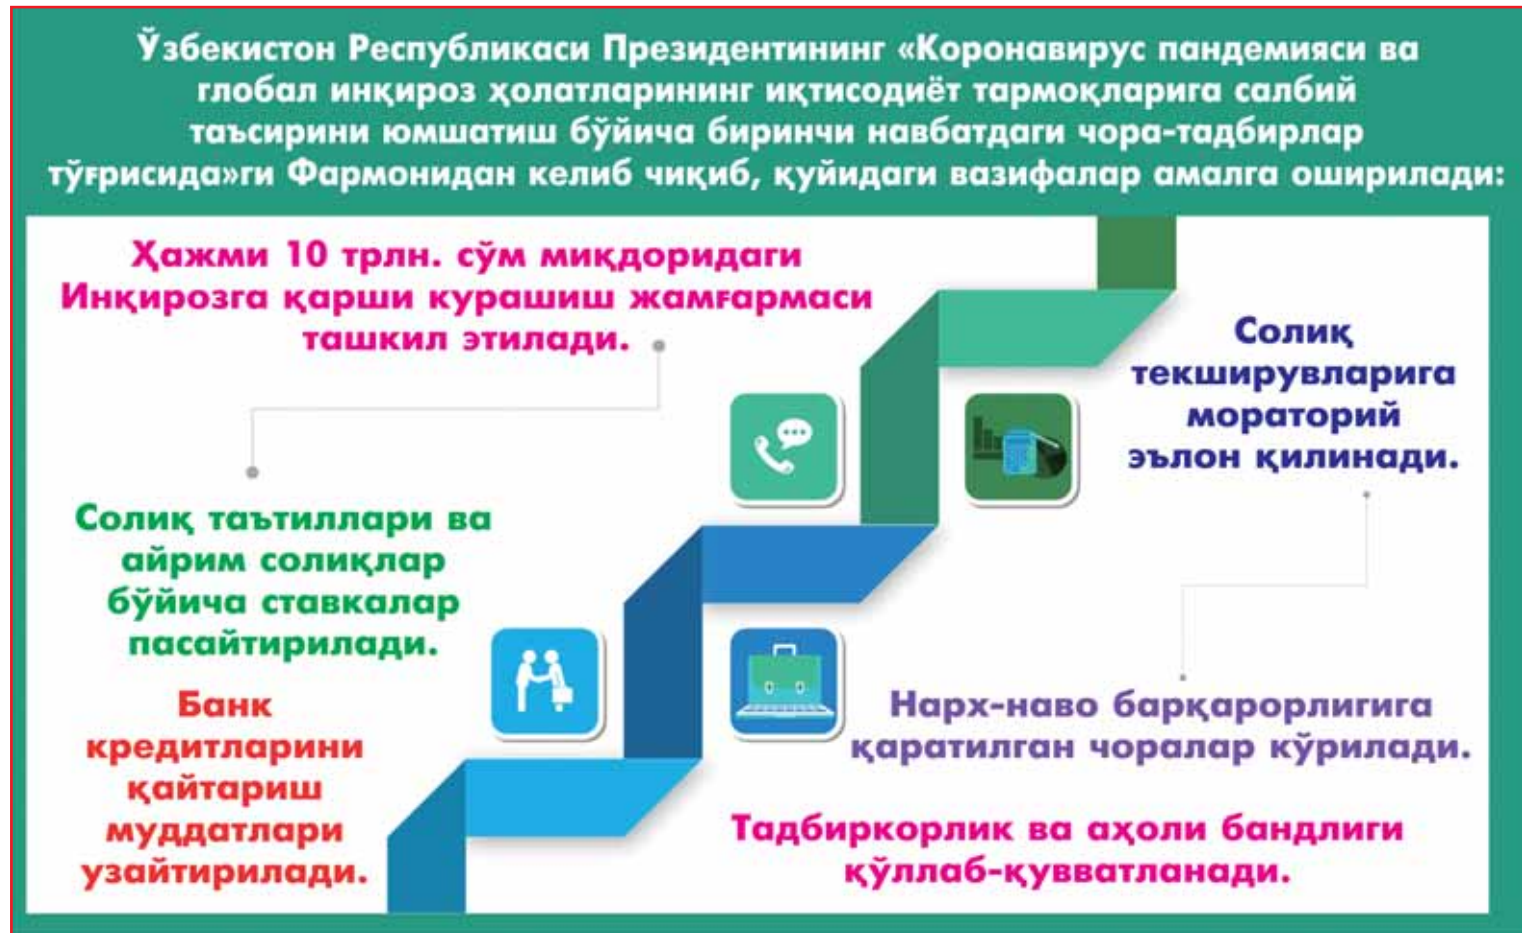 Ўзбекистон Республикаси Президентининг «Коронавирус пандемияси ва
глобал инқироз ҳолатларининг иқтисодиёт тармоқларига салбий
таъсирини юмшатиш бўйича биринчи навбатдаги чора-тадбирлар
тўғрисида»ги Фармонидан келиб чиқиб, қуйидаги вазифалар амалга оширилади:
Ҳажми 10 трлн. сўм миқдоридаги
Инқирозга қарши курашиш жамғармаси
ташкил этилади.
Солиқ
текширувларига
мораторий
эълон қилинади.
Солиқ таътиллари ва
айрим солиқлар
бўйича ставкалар
пасайтирилади.
Банк
кредитларини
қайтариш
муддатлари
узайтирилади.
Нарх-наво барқарорлигига
қаратилган чоралар кўрилади.
Тадбиркорлик ва аҳоли бандлиги
қўллаб-қувватланади.